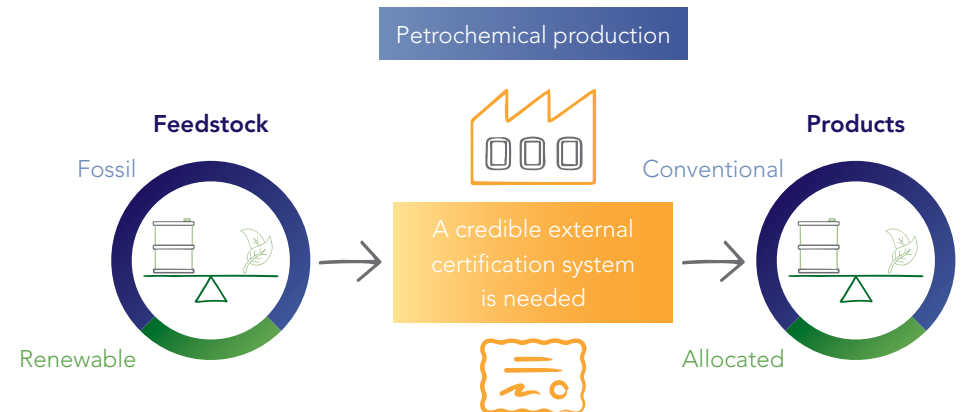 Petrochemical production
Feedstock
Products
Fossil
Conventional
A credible external
certification system
is needed
Renewable
Allocated